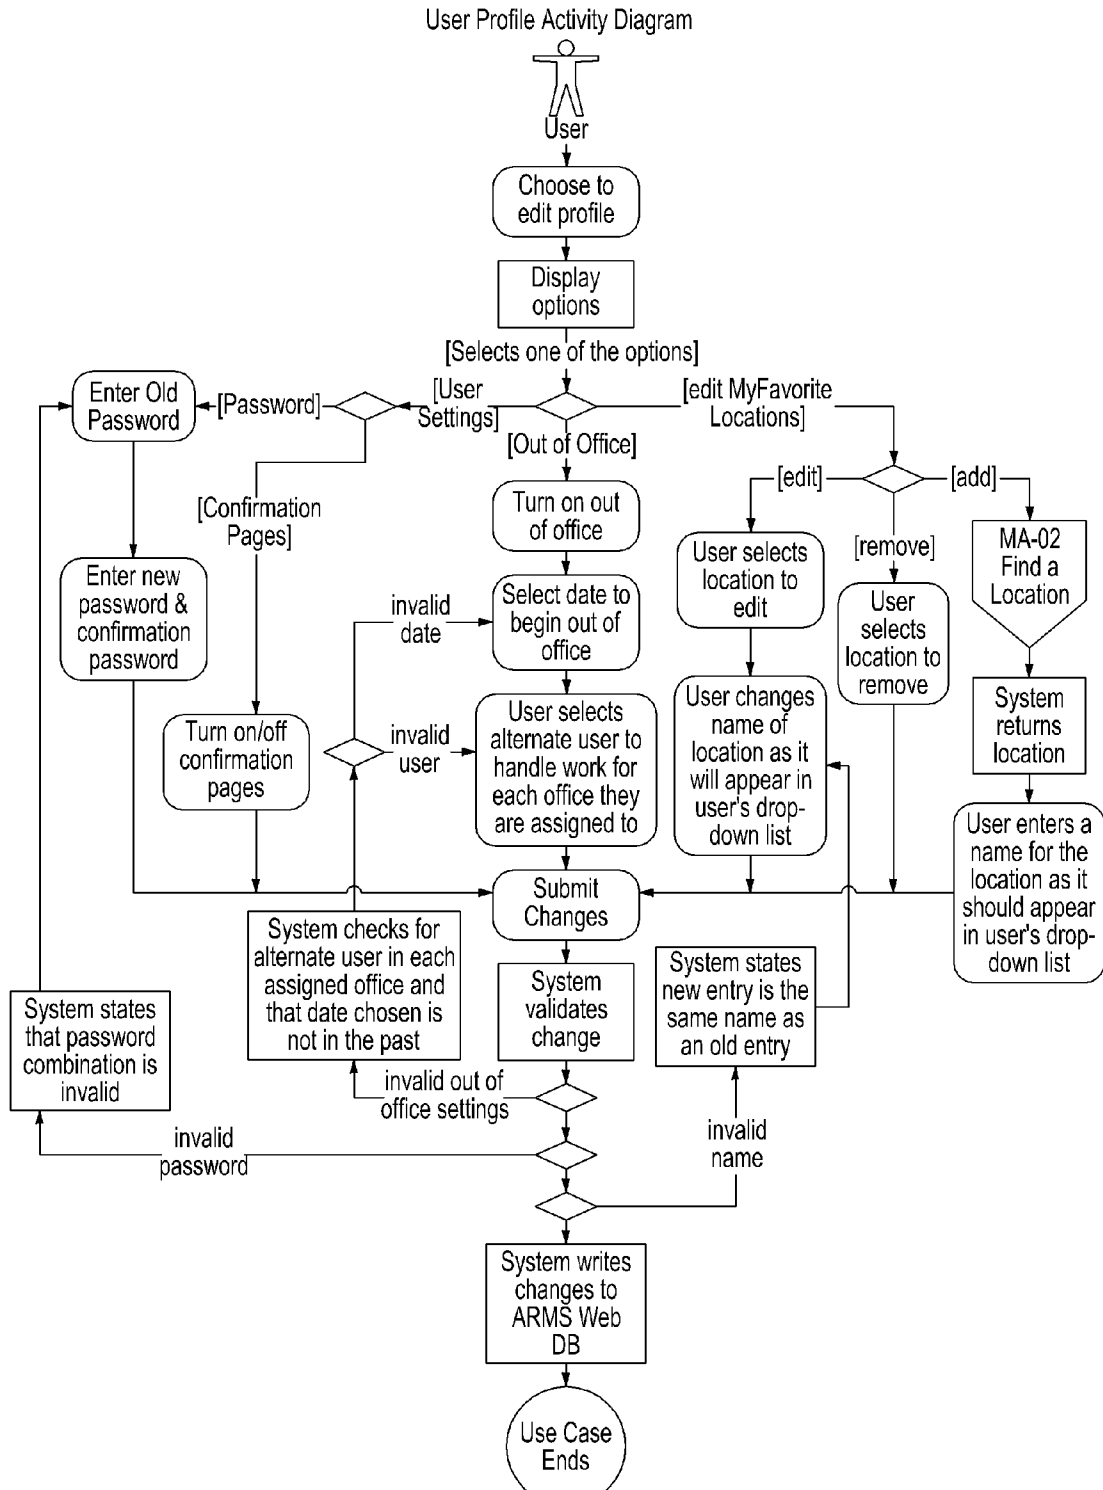 User Profile Activity Diagram
User
Choose to
edit profile
Display
options
[Selects one of the options]
Enter Old
Password
[Password]
[User
Settings]
[edit MyFavorite
Locations]
[Out of Office]
[edit]
[add]
[Confirmation
Pages]
Turn on out
of office
[remove]
User selects
location to
edit
MA-02
Find a
Location
Enter new
password &
confirmation
password
invalid
date
Select date to
begin out of
office
User
selects
location to
remove
System
returns
location
Turn on/off
confirmation
pages
invalid
user
User selects
alternate user to
handle work for
each office they
are assigned to
User changes
name of
location as it
will appear in
user's drop-
down list
User enters a
name for the
location as it
should appear
in user's drop-
down list
Submit
Changes
System checks for
alternate user in each
assigned office and
that date chosen is
not in the past
System
validates
change
System states
new entry is the
same name as
an old entry
System states
that password
combination is
invalid
invalid out of
office settings
invalid
password
invalid
name
System writes
changes to
ARMS Web
DB
Use Case
Ends